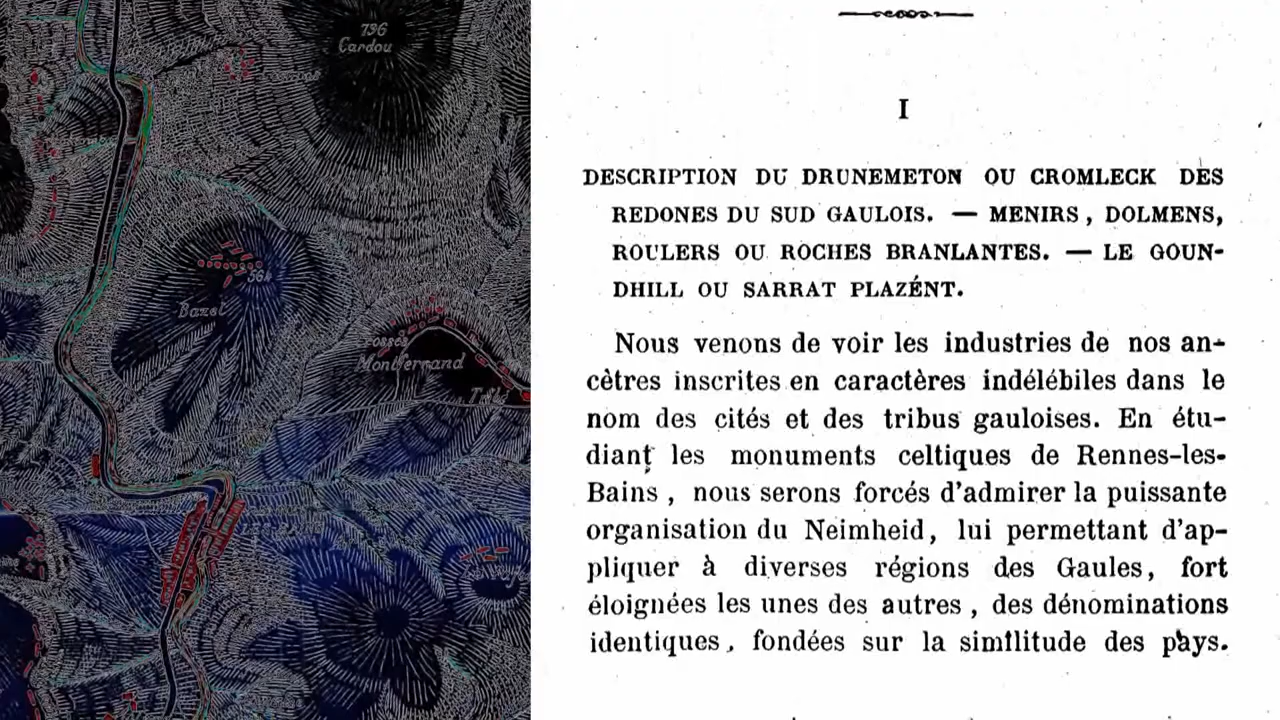 736
Cardou
584
Bazel
Fosses
Montferrand
I
DESCRIPTION DU DRUNEMETON OU CROMLECK DES
REDONES DU SUD GAULOIS. — MENIRS, DOLMENS,
ROULERS OU ROCHES BRANLANTES. — LE GOUN-
DHILL OU SARRAT PLAZÉNT.
Nous venons de voir les industries de nos an-
cètres inscrites en caractères indélébiles dans le
nom des cités et des tribus gauloises. En étu-
diant les monuments celtiques de Rennes-les-
Bains, nous serons forcés d'admirer la puissante
organisation du Neimheid, lui permettant d'ap-
pliquer à diverses régions des Gaules, fort
éloignées les unes des autres, des dénominations
identiques, fondées sur la similitude des pays.